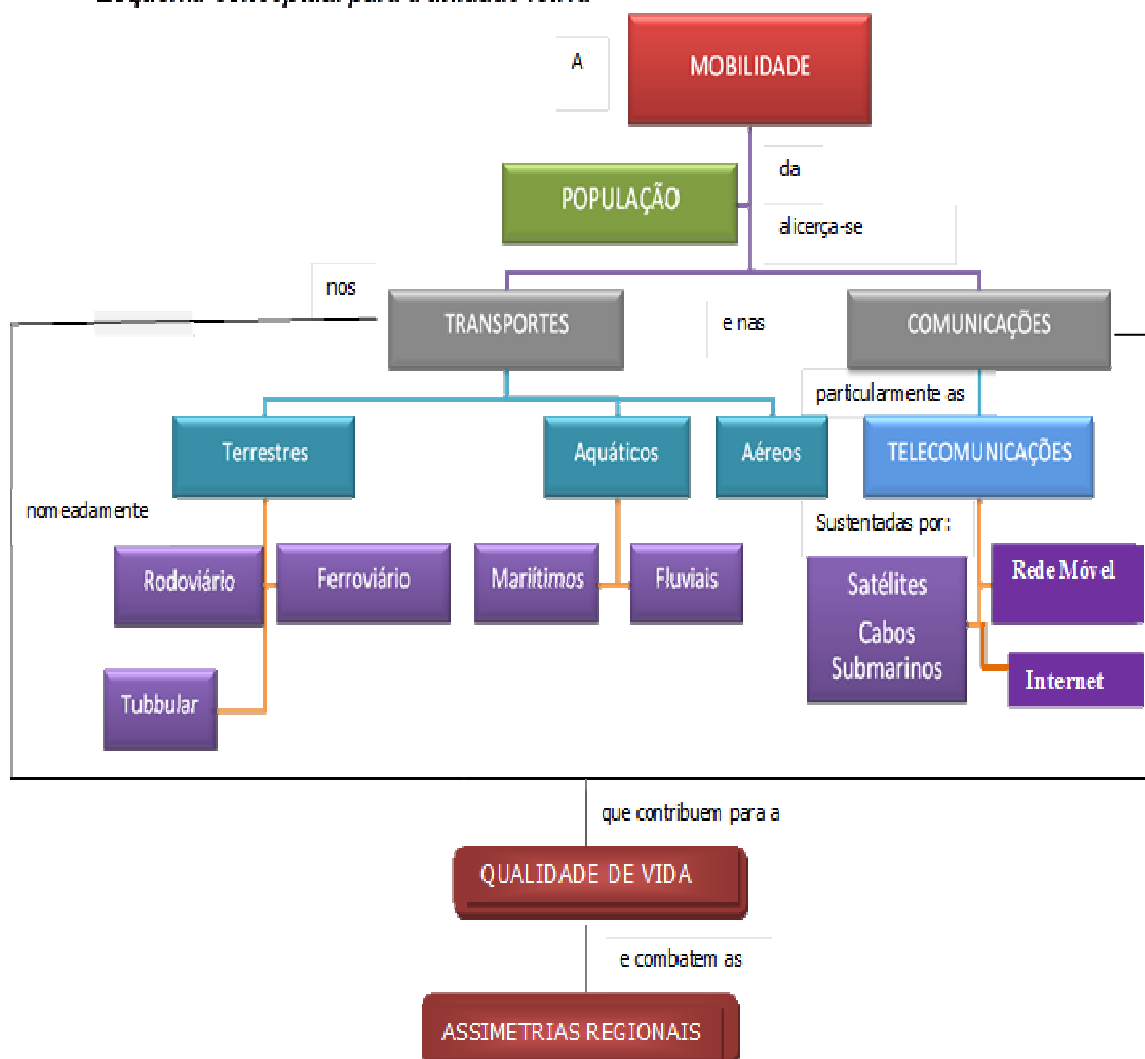 A
MOBILIDADE
da
POPULAÇÃO
alicerça-se
nos
TRANSPORTES
e nas
COMUNICAÇÕES
particularmente as
Terrestres
Aquáticos
Aéreos
TELECOMUNICAÇÕES
nomeadamente
Sustentadas por:
Rodoviário
Ferroviário
Mariítimos
Fluviais
Satélites
Cabos
Submarinos
Rede Móvel
Internet
Tubbular
que contribuem para a
QUALIDADE DE VIDA
e combatem as
ASSIMETRIAS REGIONAIS